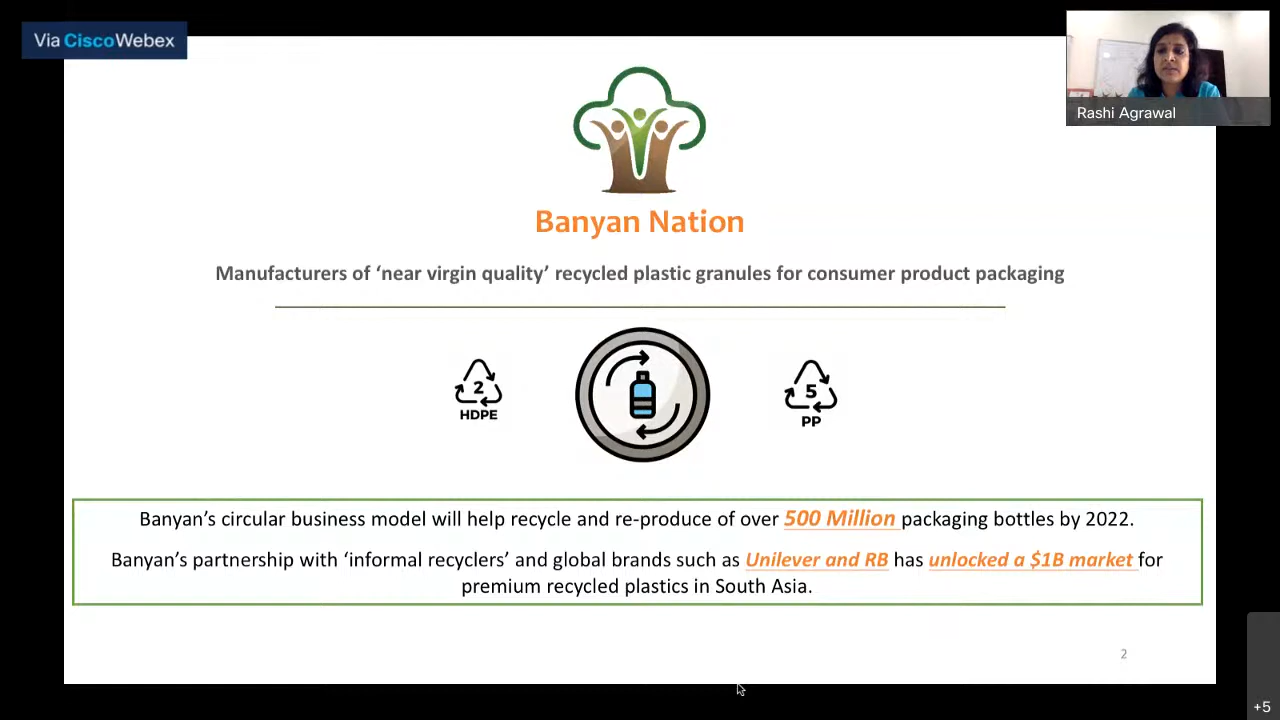 Via CiscoWebex
Rashi Agrawal
Banyan Nation
Manufacturers of ‘near virgin quality’ recycled plastic granules for consumer product packaging
2
HDPE
5
PP
Banyan’s circular business model will help recycle and re-produce of over 500 Million packaging bottles by 2022.
Banyan’s partnership with ‘informal recyclers’ and global brands such as Unilever and RB has unlocked a $1B market for
premium recycled plastics in South Asia.
2
+5